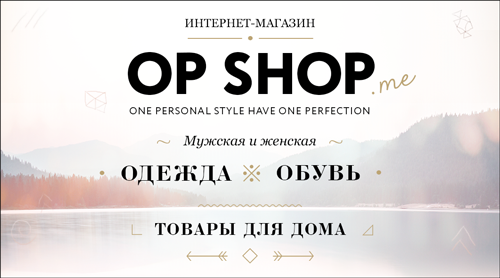 ИНТЕРНЕТ-МАГАЗИН
OP SHOP.me
ONE PERSONAL STYLE HAVE ONE PERFECTION
Мужская и женская
ОДЕЖДА ※ ОБУВЬ
ТОВАРЫ ДЛЯ ДОМА